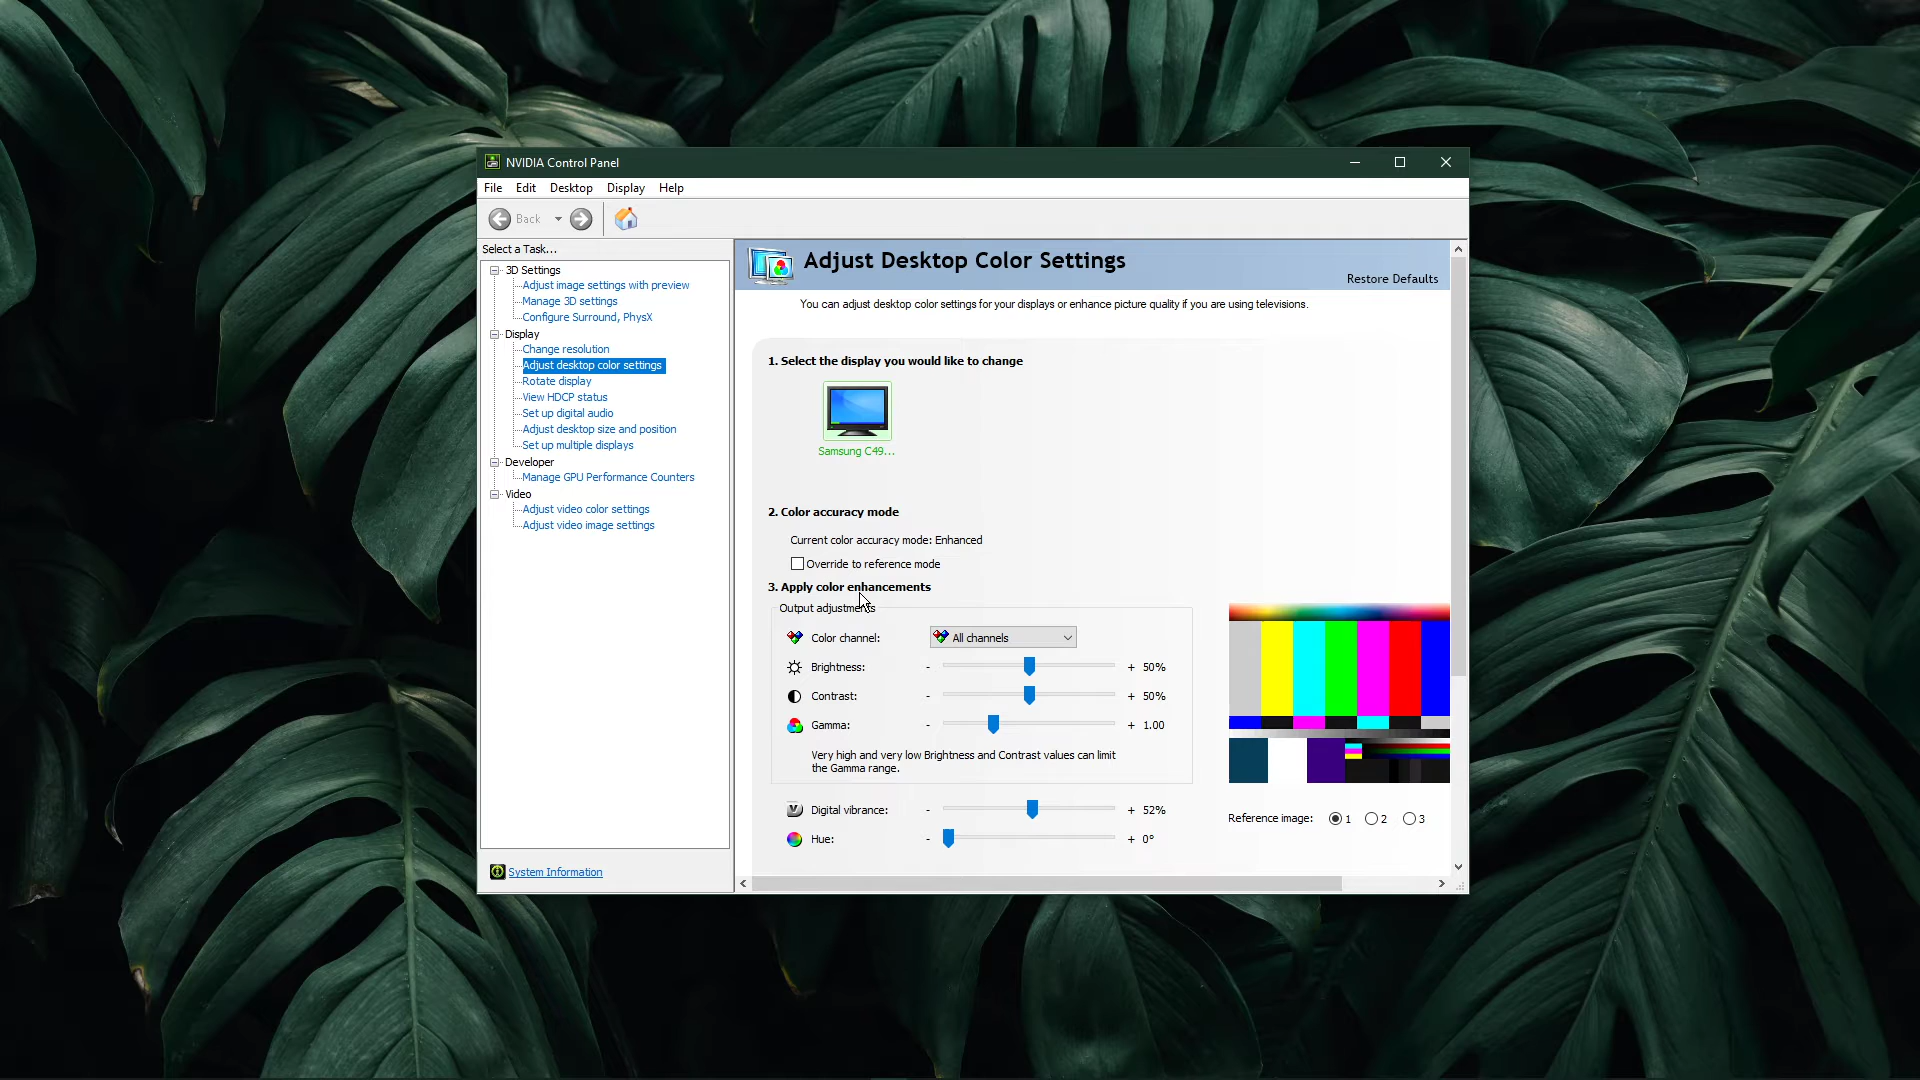 NVIDIA Control Panel
File Edit Desktop Display Help
Back
Select a Task...
3D Settings
Adjust image settings with preview
Manage 3D settings
Configure Surround, PhysX
Display
Change resolution
Adjust desktop color settings
Rotate display
View HDCP status
Set up digital audio
Adjust desktop size and position
Set up multiple displays
Developer
Manage GPU Performance Counters
Video
Adjust video color settings
Adjust video image settings
System Information
Adjust Desktop Color Settings
Restore Defaults
You can adjust desktop color settings for your displays or enhance picture quality if you are using televisions.
1. Select the display you would like to change
Samsung C49...
2. Color accuracy mode
Current color accuracy mode: Enhanced
Override to reference mode
3. Apply color enhancements
Output adjustments
Color channel: All channels
Brightness: - + 50%
Contrast: - + 50%
Gamma: - + 1.00
Very high and very low Brightness and Contrast values can limit
the Gamma range.
Digital vibrance: - + 52%
Hue: - + 0°
Reference image: 1 2 3